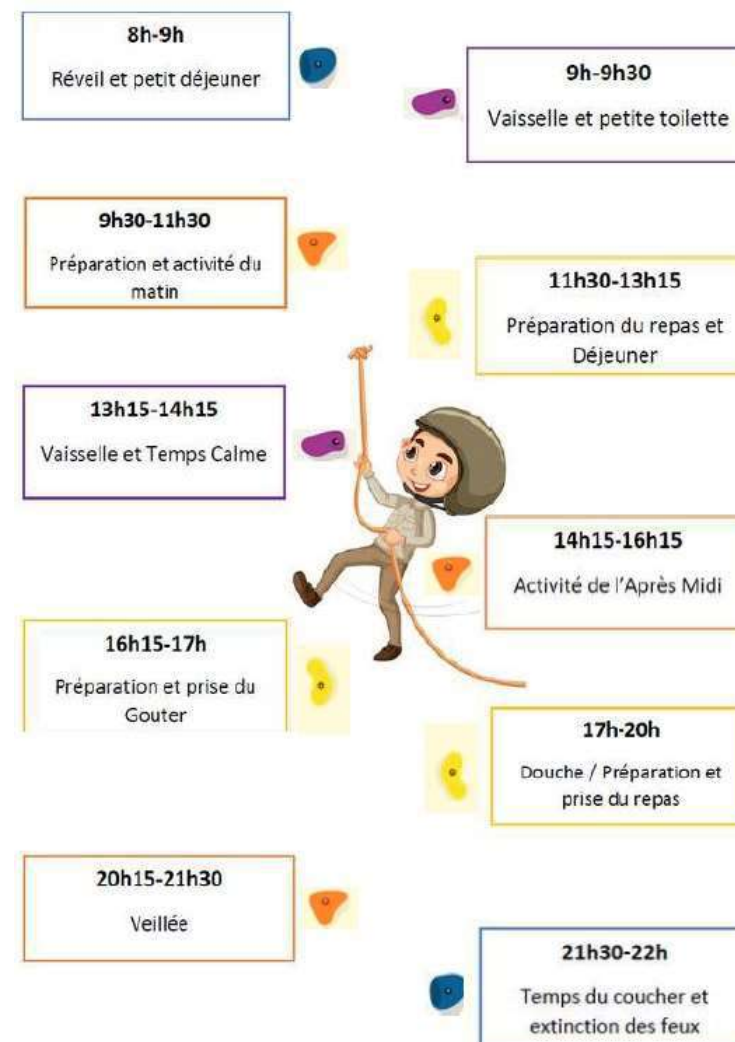 8h-9h
Réveil et petit déjeuner
9h-9h30
Vaisselle et petite toilette
9h30-11h30
Préparation et activité du
matin
11h30-13h15
Préparation du repas et
Déjeuner
13h15-14h15
Vaisselle et Temps Calme
14h15-16h15
Activité de l'Après Midi
16h15-17h
Préparation et prise du
Gouter
17h-20h
Douche / Préparation et
prise du repas
20h15-21h30
Veillée
21h30-22h
Temps du coucher et
extinction des feux